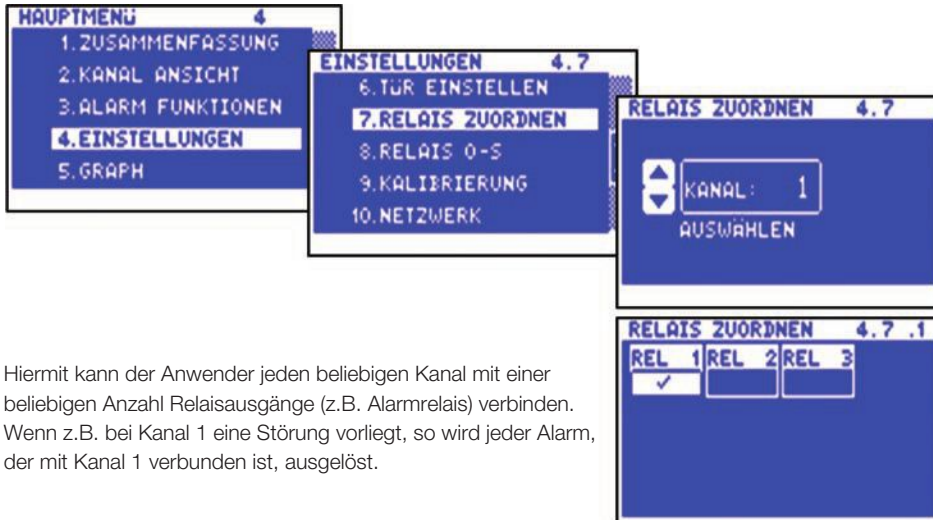 HAUPTMENÜ 4
1.ZUSAMMENFASSUNG
2.KANAL ANSICHT
3.ALARM FUNKTIONEN
4.EINSTELLUNGEN
5.GRAPH
EINSTELLUNGEN 4.7
6.TÜR EINSTELLEN
7.RELAIS ZUORDNEN
8.RELAIS O-S
9.KALIBRIERUNG
10.NETZWERK
RELAIS ZUORDNEN 4.7
KANAL: 1
AUSWÄHLEN
RELAIS ZUORDNEN 4.7 .1
REL 1 REL 2 REL 3
✓
Hiermit kann der Anwender jeden beliebigen Kanal mit einer
beliebigen Anzahl Relaisausgänge (z.B. Alarmrelais) verbinden.
Wenn z.B. bei Kanal 1 eine Störung vorliegt, so wird jeder Alarm,
der mit Kanal 1 verbunden ist, ausgelöst.